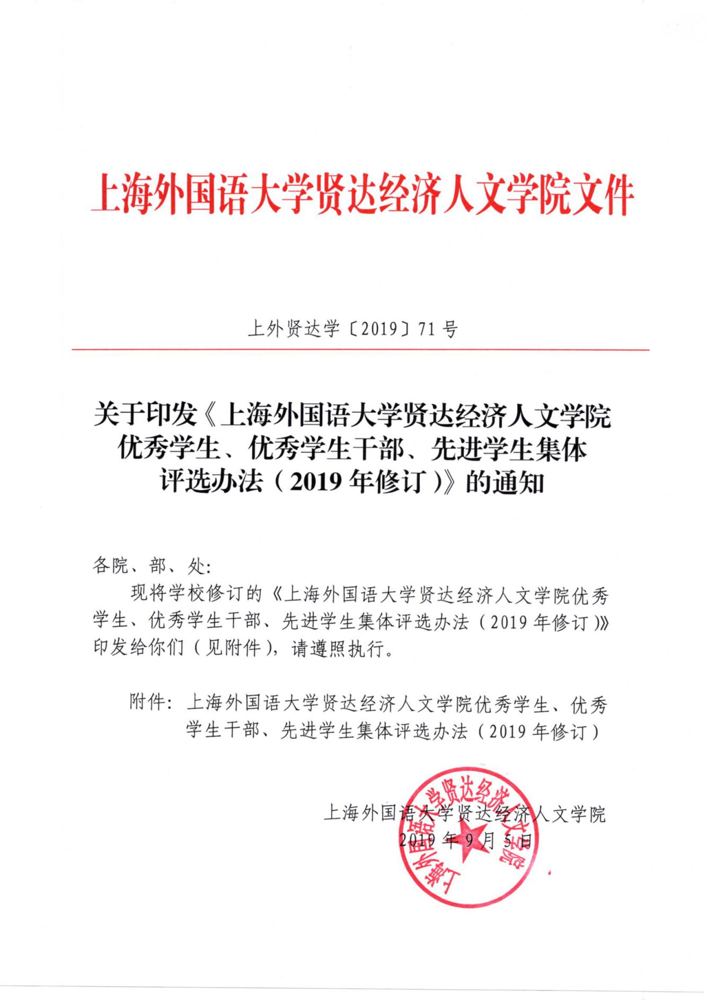 上海外国语大学贤达经济人文学院文件
上外贤达学〔2019〕71号
关于印发《上海外国语大学贤达经济人文学院
优秀学生、优秀学生干部、先进学生集体
评选办法（2019年修订）》的通知
各院、部、处：
现将学校修订的《上海外国语大学贤达经济人文学院优秀
学生、优秀学生干部、先进学生集体评选办法（2019年修订）》
印发给你们（见附件），请遵照执行。
附件：上海外国语大学贤达经济人文学院优秀学生、优秀
学生干部、先进学生集体评选办法（2019年修订）
上海外国语大学贤达经济人文学院
2019年9月5日
上海外国语大学贤达经济人文学院